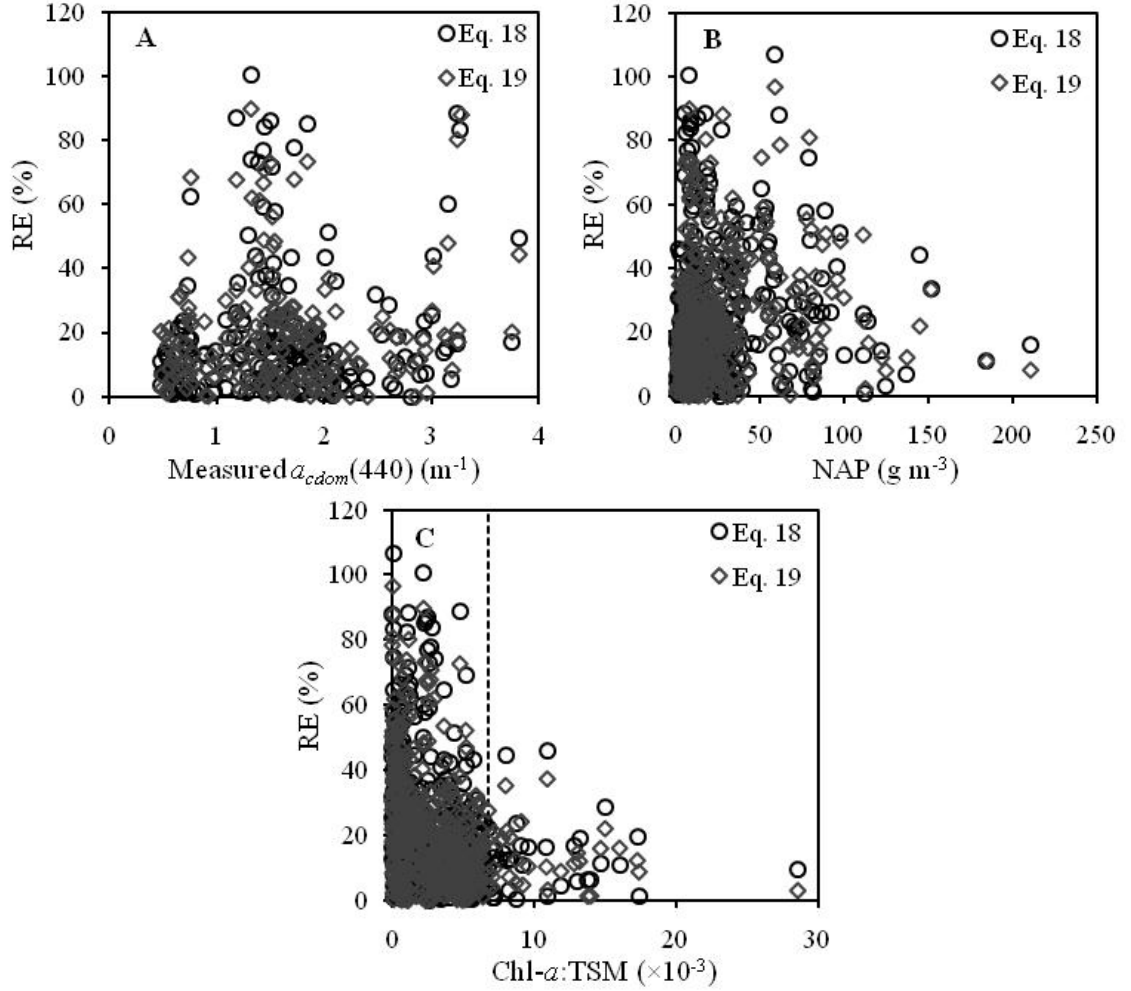 120
100
80
60
40
20
0
RE (%)
A
Eq. 18
Eq. 19
0 1 2 3 4
Measured a_cdom(440) (m⁻¹)
120
100
80
60
40
20
0
RE (%)
B
Eq. 18
Eq. 19
0 50 100 150 200 250
NAP (g m⁻³)
120
100
80
60
40
20
0
RE (%)
C
Eq. 18
Eq. 19
0 10 20 30
Chl-a:TSM (×10⁻³)